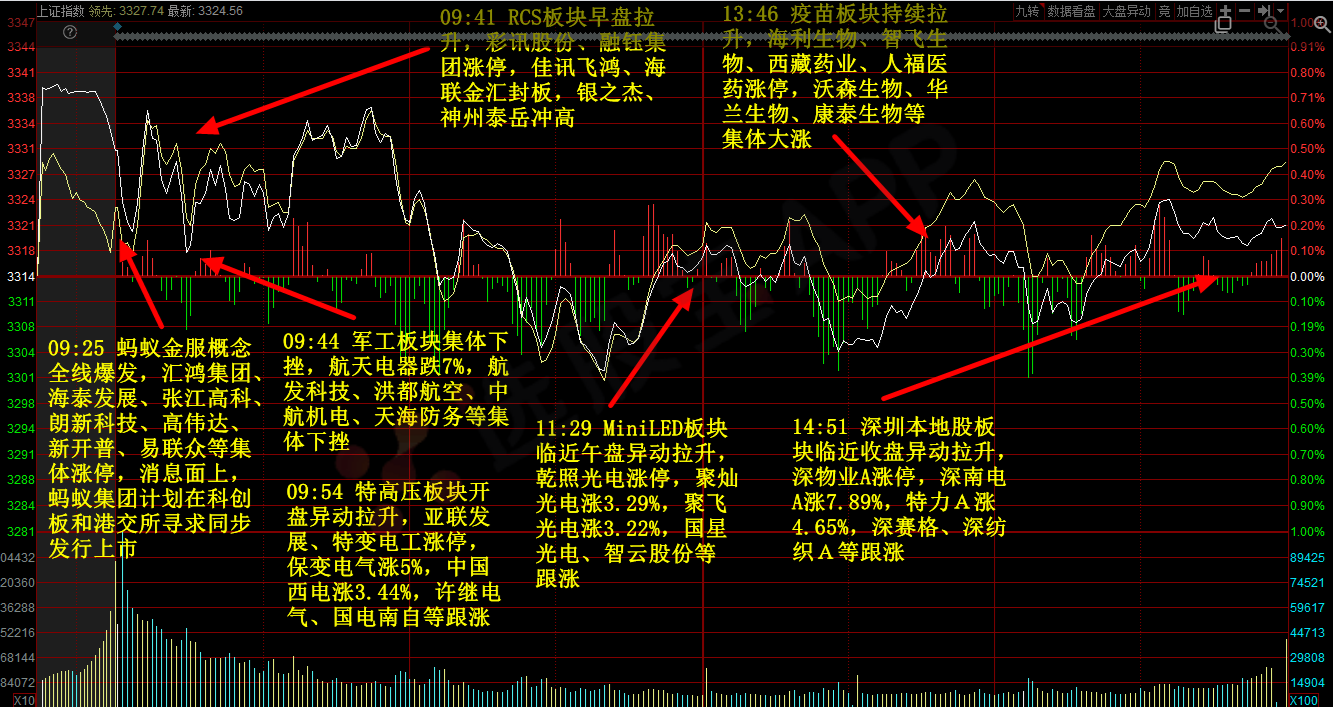 上证指数 领先: 3327.74 最新: 3324.56
九转 数据看盘 大盘异动 竞 加自选
09:41 RCS板块早盘拉
升，彩讯股份、融钰集
团涨停，佳讯飞鸿、海
联金汇封板，银之杰、
神州泰岳冲高
13:46 疫苗板块持续拉
升，海利生物、智飞生
物、西藏药业、人福医
药涨停，沃森生物、华
兰生物、康泰生物等
集体大涨
09:25 蚂蚁金服概念
全线爆发，汇鸿集团、
海泰发展、张江高科、
朗新科技、高伟达、
新开普、易联众等集
体涨停，消息面上，
蚂蚁集团计划在科创
板和港交所寻求同步
发行上市
09:44 军工板块集体下
挫，航天电器跌7%，航
发科技、洪都航空、中
航机电、天海防务等集
体下挫
09:54 特高压板块开
盘异动拉升，亚联发
展、特变电工涨停，
保变电气涨5%，中国
西电涨3.44%，许继电
气、国电南自等跟涨
11:29 MiniLED板块
临近午盘异动拉升，
乾照光电涨停，聚灿
光电涨3.29%，聚飞
光电涨3.22%，国星
光电、智云股份等
跟涨
14:51 深圳本地股板
块临近收盘异动拉升，
深物业A涨停，深南电
A涨7.89%，特力Ａ涨
4.65%，深赛格、深纺
织Ａ等跟涨
3347
3344
3341
3338
3334
3331
3327
3324
3321
3318
3314
3311
3308
3304
3301
3298
3294
3291
3288
3284
3281
04432
20360
36288
52216
68144
84072
X10
1.00%
0.91%
0.80%
0.71%
0.60%
0.50%
0.40%
0.30%
0.20%
0.10%
0.00%
0.10%
0.19%
0.30%
0.39%
0.50%
0.60%
0.70%
0.80%
0.90%
1.00%
89425
74521
59617
44713
29808
14904
X100